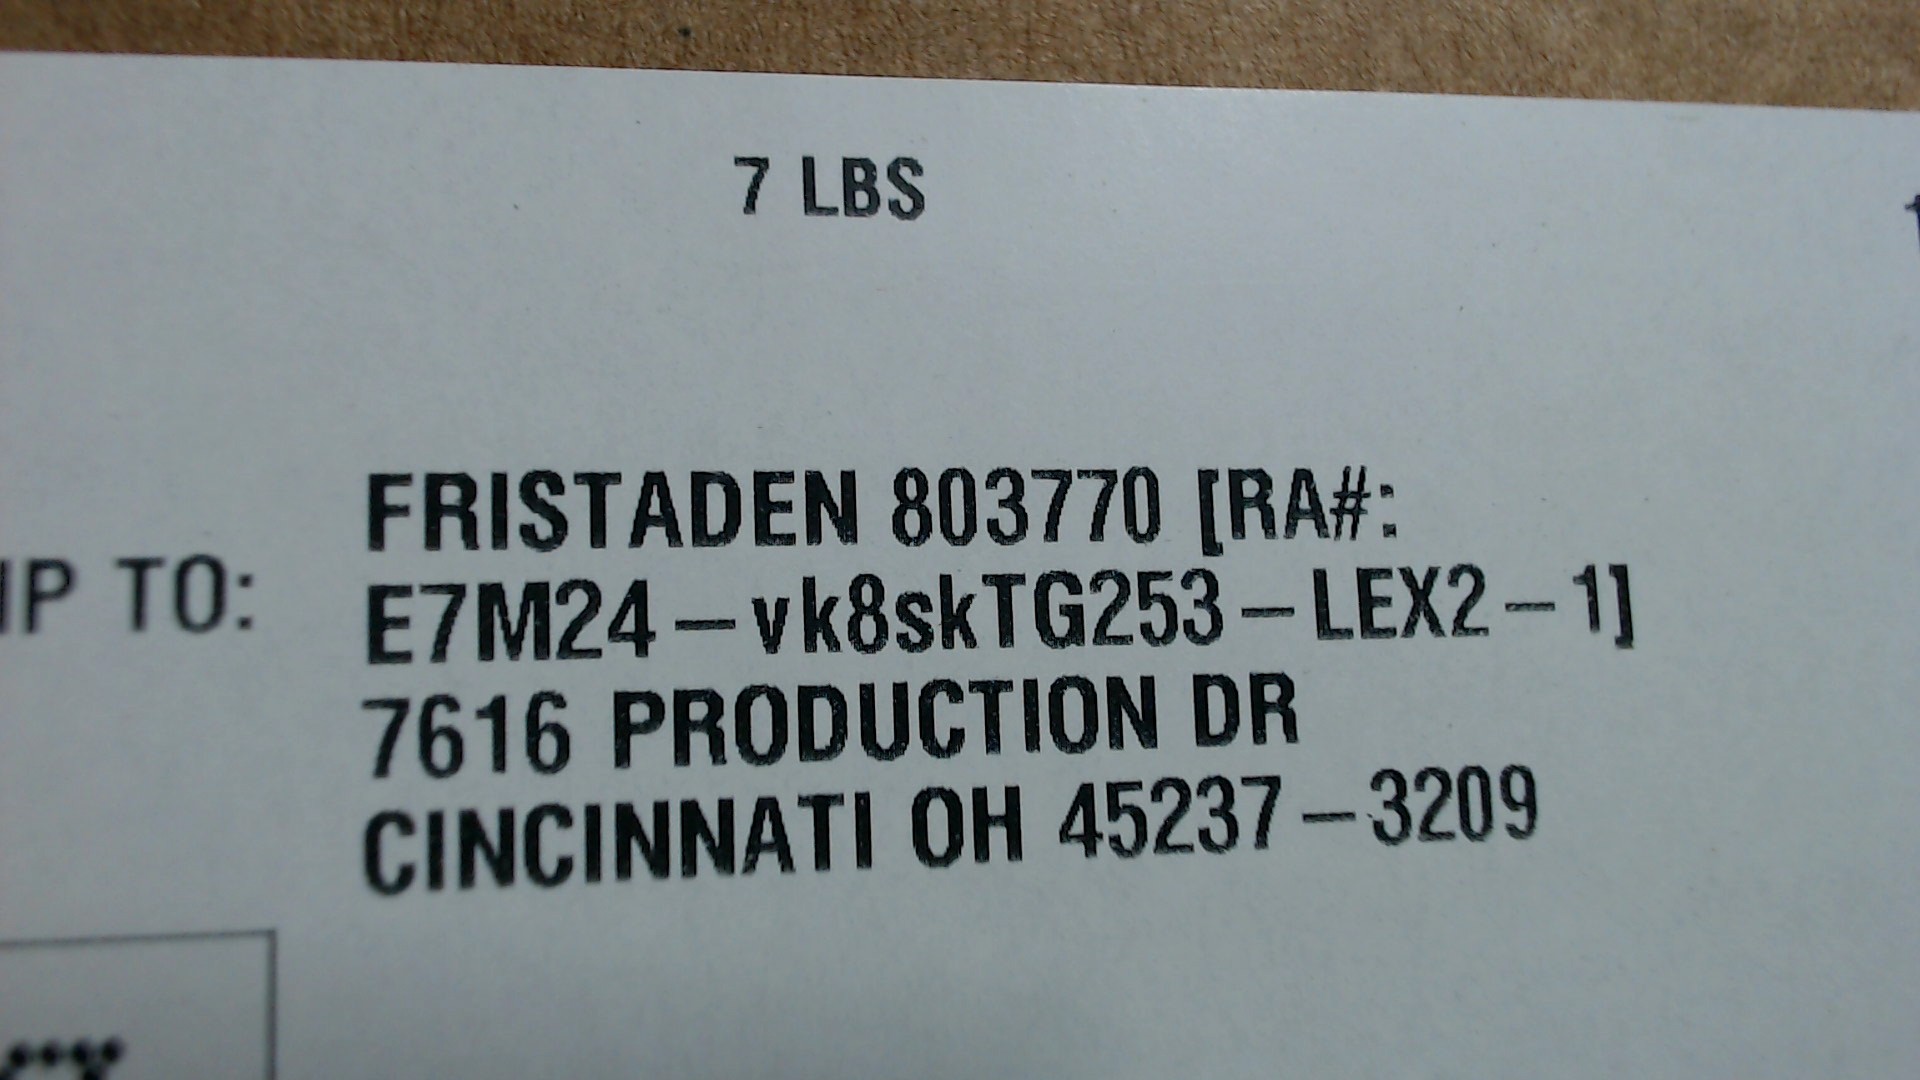 7 LBS
FRISTADEN 803770 [RA#:
IP TO:
E7M24-vk8skTG253-LEX2-1]
7616 PRODUCTION DR
CINCINNATI OH 45237-3209